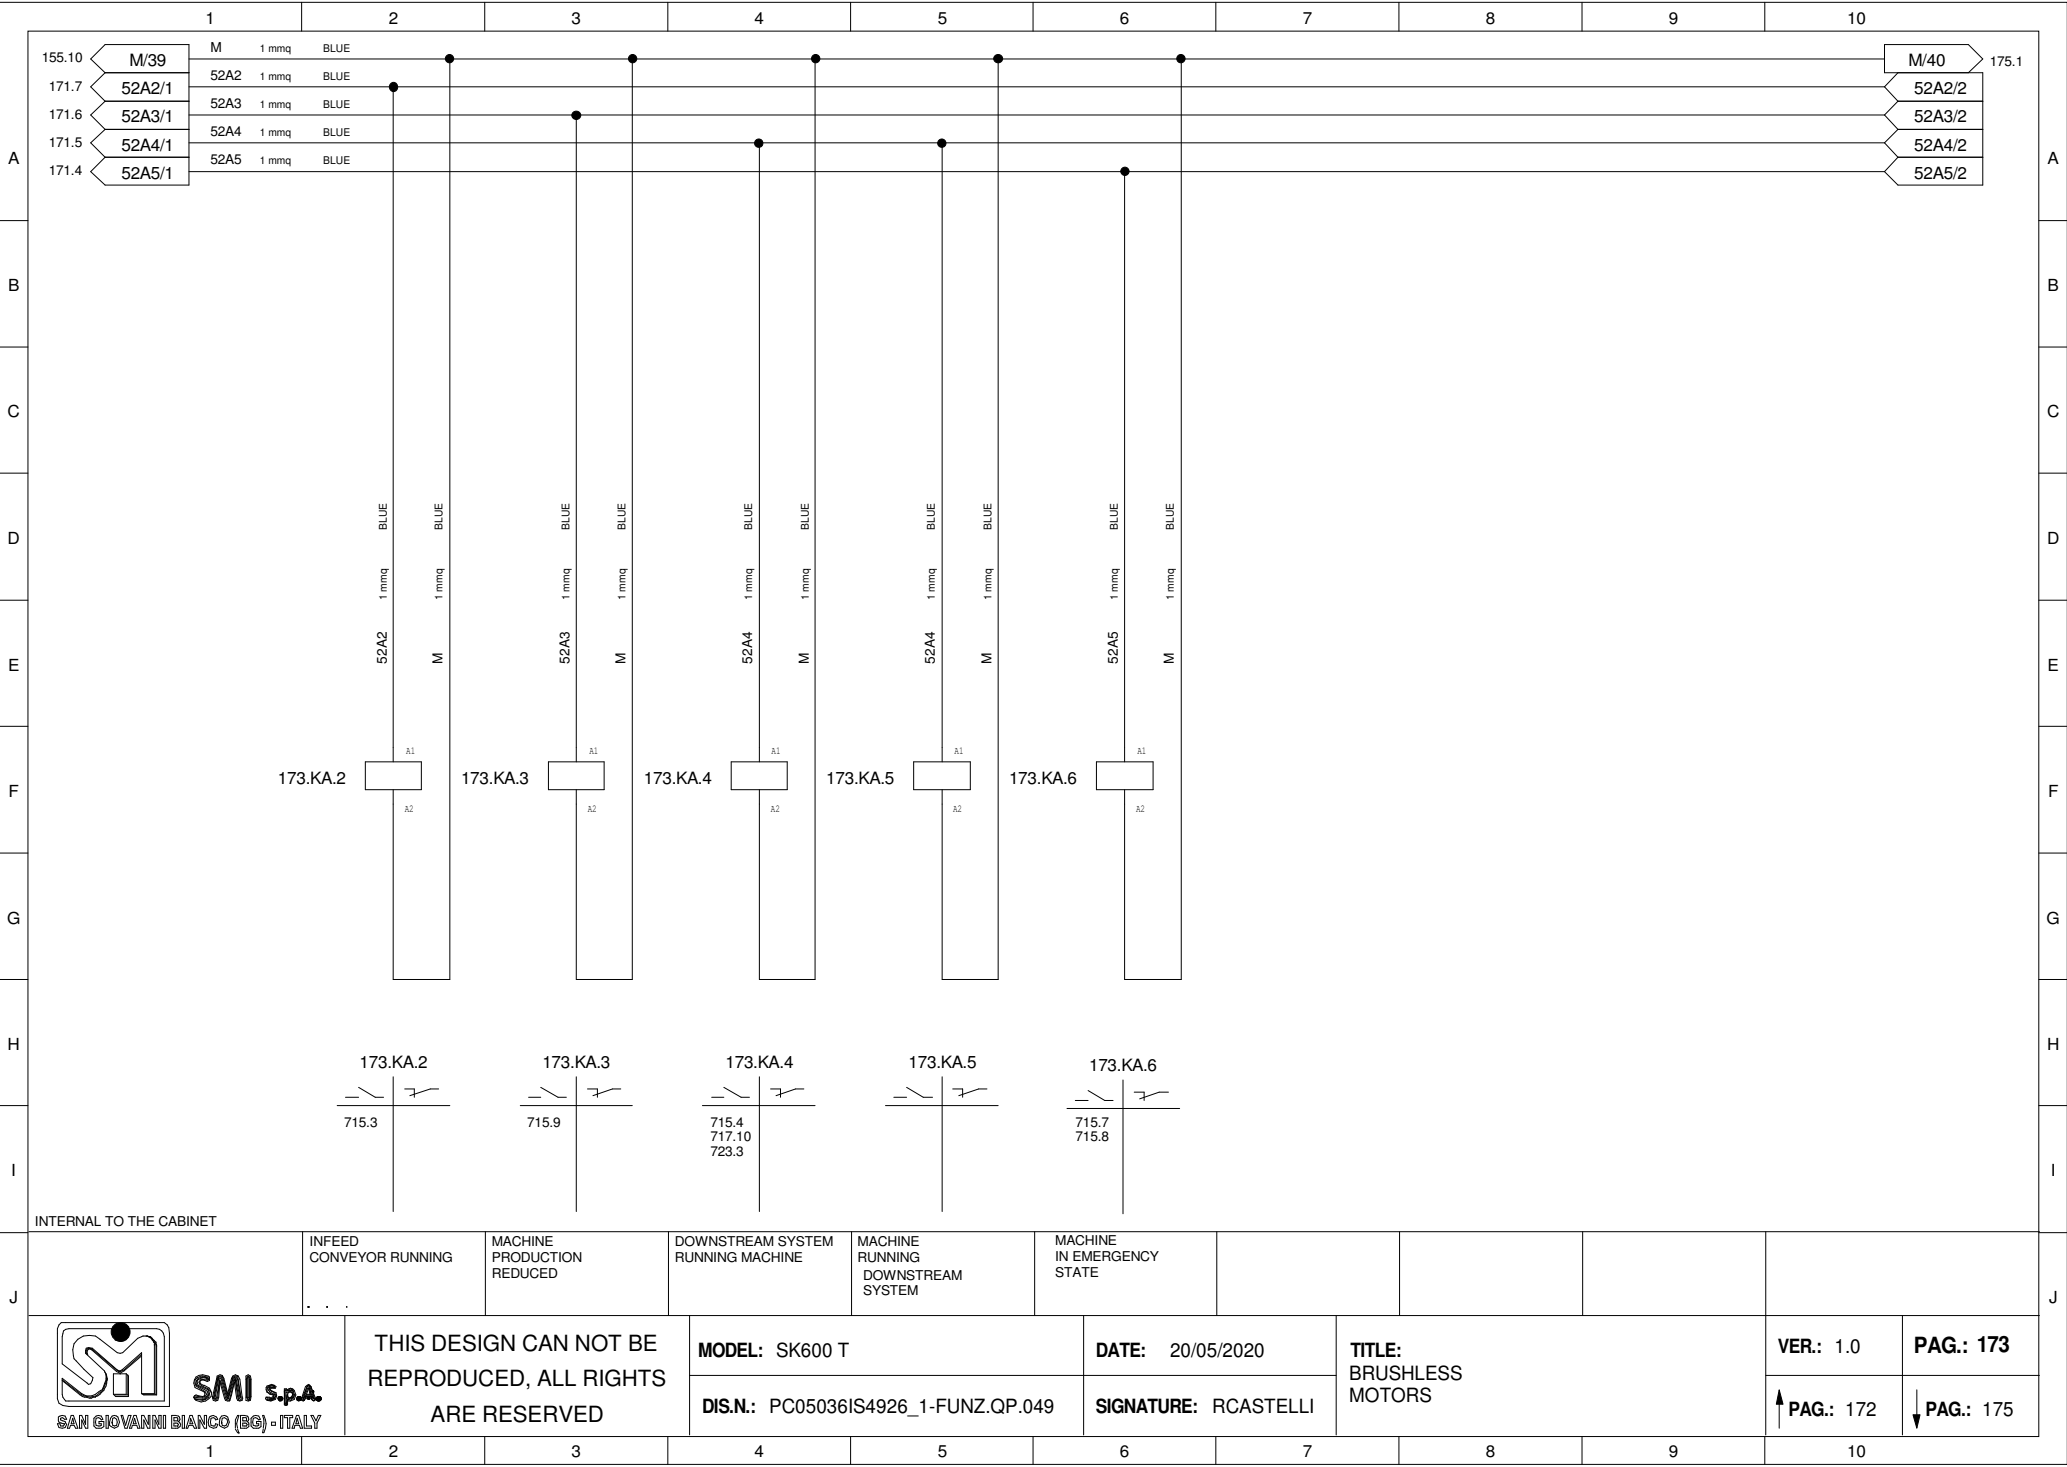 1 2 3 4 5 6 7 8 9 10
155.10 M/39 M 1 mmq BLUE M/40 175.1
171.7 52A2/1 52A2 1 mmq BLUE 52A2/2
171.6 52A3/1 52A3 1 mmq BLUE 52A3/2
171.5 52A4/1 52A4 1 mmq BLUE 52A4/2
171.4 52A5/1 52A5 1 mmq BLUE 52A5/2
A A
B B
C C
D D
BLUE BLUE BLUE BLUE BLUE BLUE BLUE BLUE BLUE BLUE
1 mmq 1 mmq 1 mmq 1 mmq 1 mmq 1 mmq 1 mmq 1 mmq 1 mmq 1 mmq
52A2 M 52A3 M 52A4 M 52A4 M 52A5 M
E E
A1 A1 A1 A1 A1
173.KA.2 173.KA.3 173.KA.4 173.KA.5 173.KA.6
A2 A2 A2 A2 A2
F F
G G
H H
173.KA.2 173.KA.3 173.KA.4 173.KA.5 173.KA.6
715.3 715.9 715.4 715.7
717.10 715.8
723.3
I I
INTERNAL TO THE CABINET
INFEED
CONVEYOR RUNNING
. . .
MACHINE
PRODUCTION
REDUCED
DOWNSTREAM SYSTEM
RUNNING MACHINE
MACHINE
RUNNING
DOWNSTREAM
SYSTEM
MACHINE
IN EMERGENCY
STATE
J J
SMI S.p.A.
SAN GIOVANNI BIANCO (BG) - ITALY
THIS DESIGN CAN NOT BE
REPRODUCED, ALL RIGHTS
ARE RESERVED
MODEL: SK600 T
DIS.N.: PC05036IS4926_1-FUNZ.QP.049
DATE: 20/05/2020
SIGNATURE: RCASTELLI
TITLE:
BRUSHLESS
MOTORS
VER.: 1.0
PAG.: 173
PAG.: 172
PAG.: 175
1 2 3 4 5 6 7 8 9 10